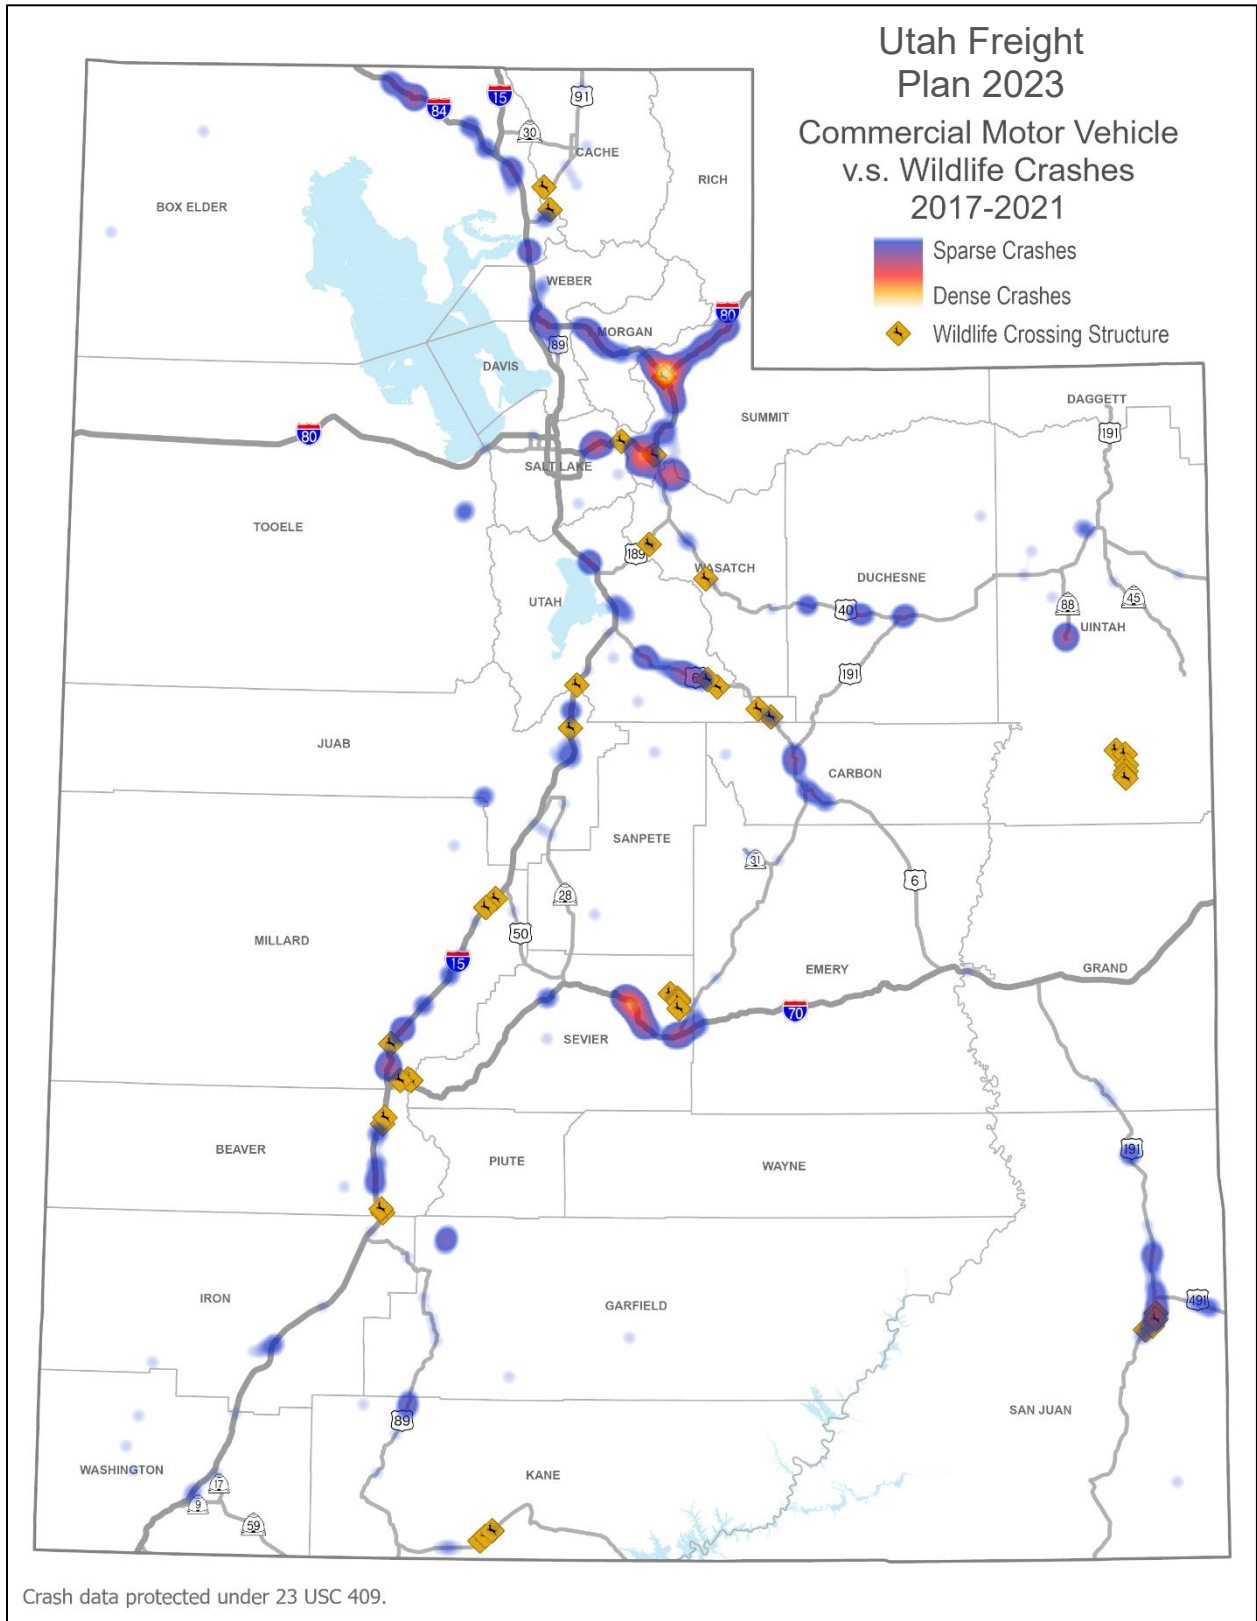 Utah Freight
Plan 2023
Commercial Motor Vehicle
v.s. Wildlife Crashes
2017-2021
Sparse Crashes
Dense Crashes
Wildlife Crossing Structure
84
15
91
30
CACHE
RICH
BOX ELDER
WEBER
80
MORGAN
89
DAVIS
SUMMIT
DAGGETT
80
191
SALT LAKE
TOOELE
189
WASATCH
DUCHESNE
UTAH
40
88
45
UINTAH
6
191
JUAB
CARBON
SANPETE
31
28
6
50
MILLARD
15
EMERY
GRAND
70
SEVIER
BEAVER
PIUTE
WAYNE
191
IRON
GARFIELD
491
SAN JUAN
89
WASHINGTON
KANE
17
9
59
Crash data protected under 23 USC 409.